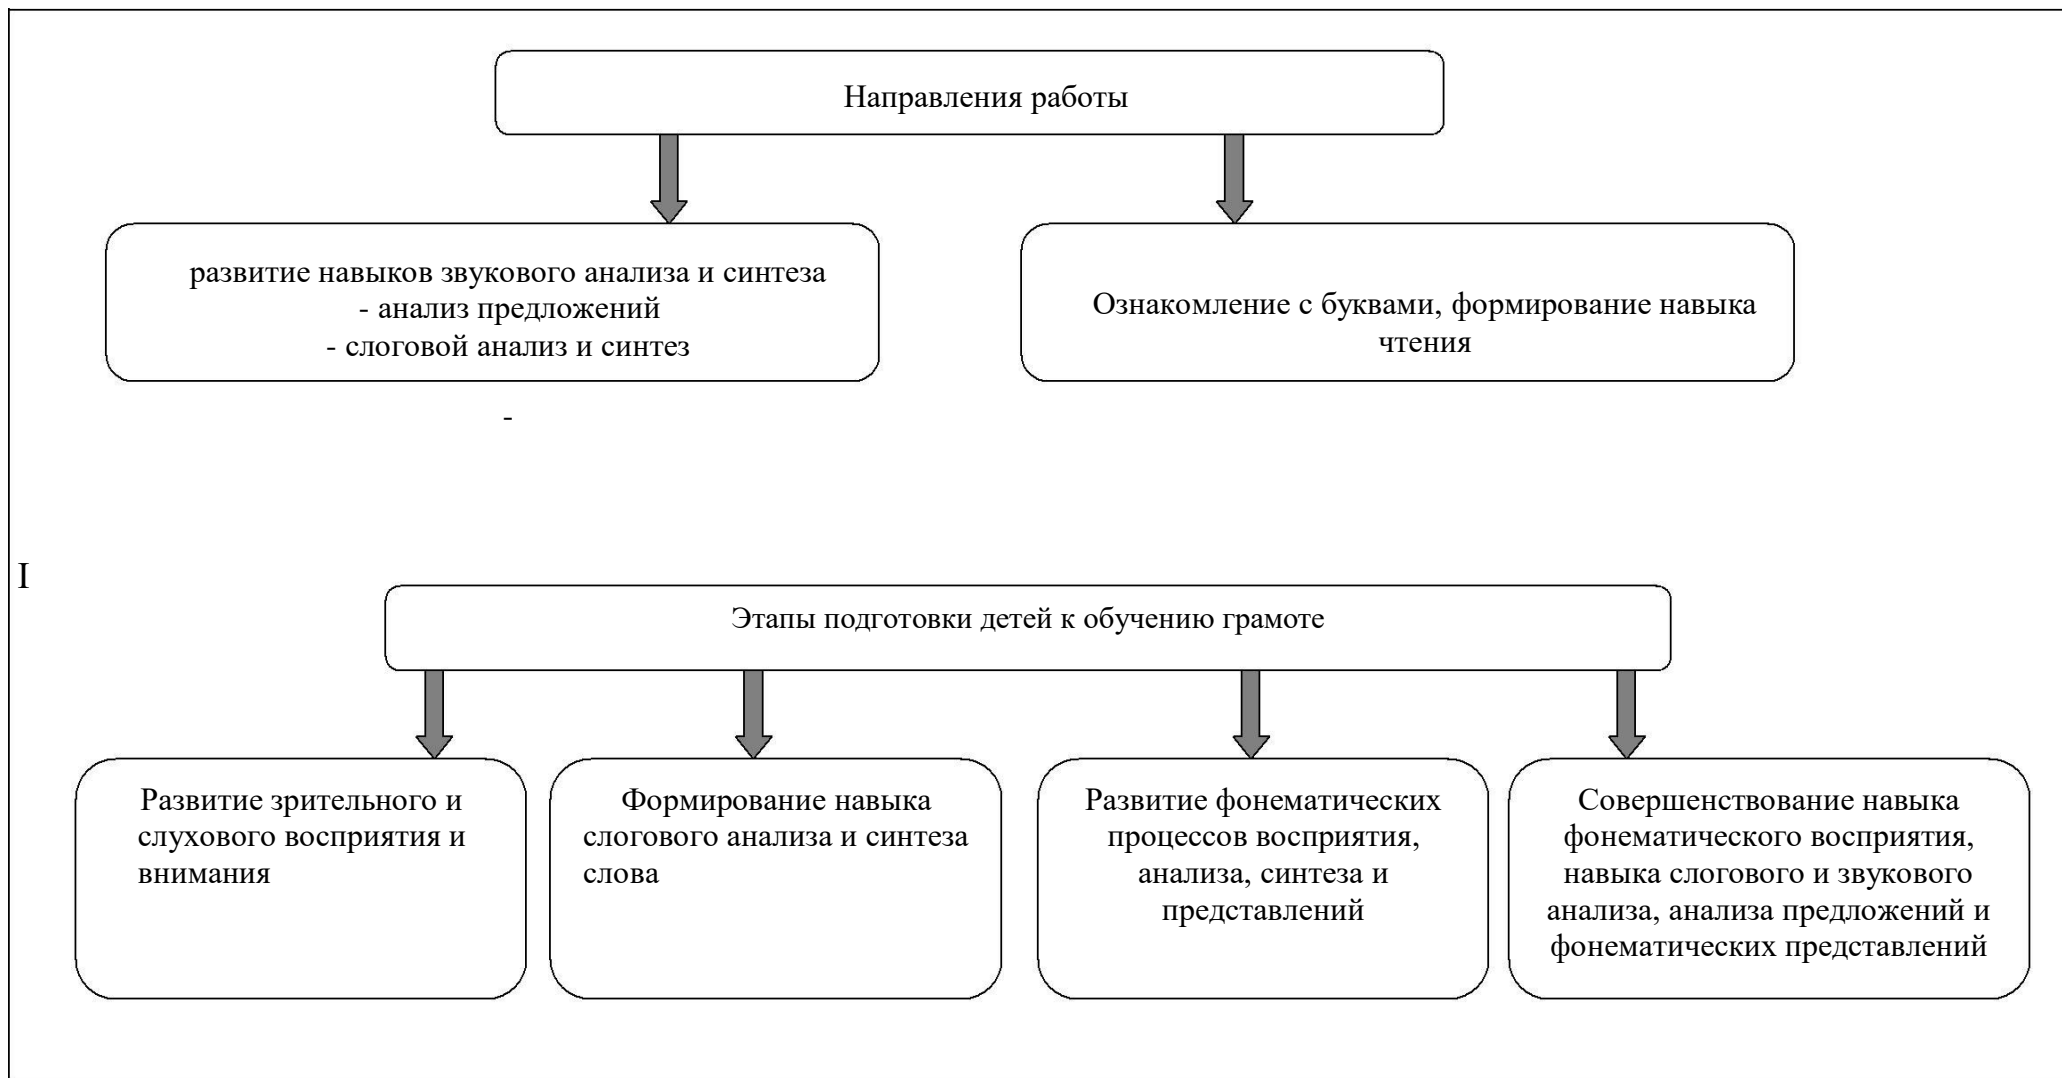 Направления работы
развитие навыков звукового анализа и синтеза
- анализ предложений
- слоговой анализ и синтез
-
Ознакомление с буквами, формирование навыка
чтения
I
Этапы подготовки детей к обучению грамоте
Развитие зрительного и
слухового восприятия и
внимания
Формирование навыка
слогового анализа и синтеза
слова
Развитие фонематических
процессов восприятия,
анализа, синтеза и
представлений
Совершенствование навыка
фонематического восприятия,
навыка слогового и звукового
анализа, анализа предложений и
фонематических представлений